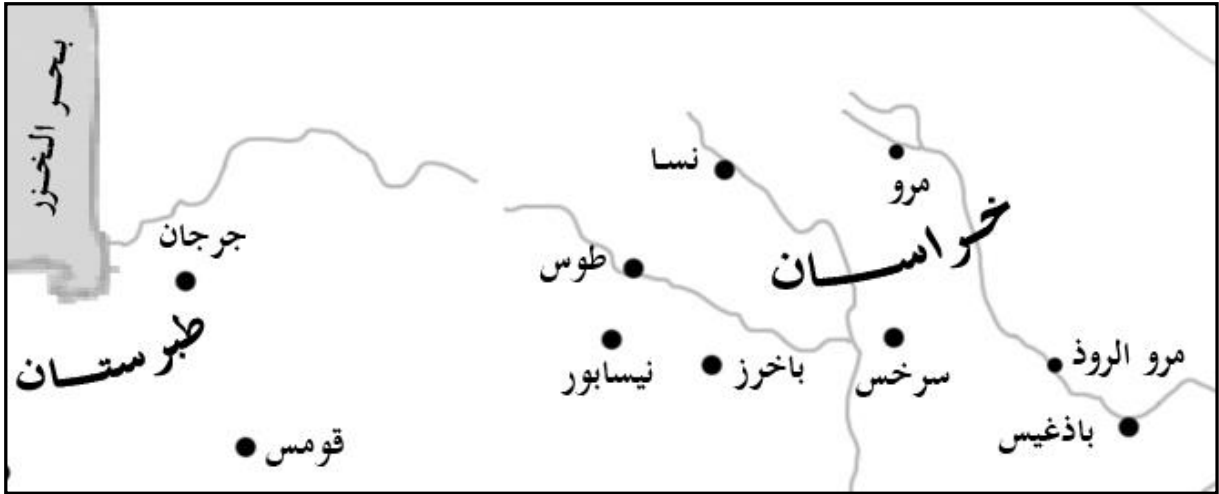 بحر الخزر
نسا
مرو
جرجان
خراسان
طوس
طبرستان
نيسابور
باخرز
سرخس
مرو الروذ
باذغيس
قومس